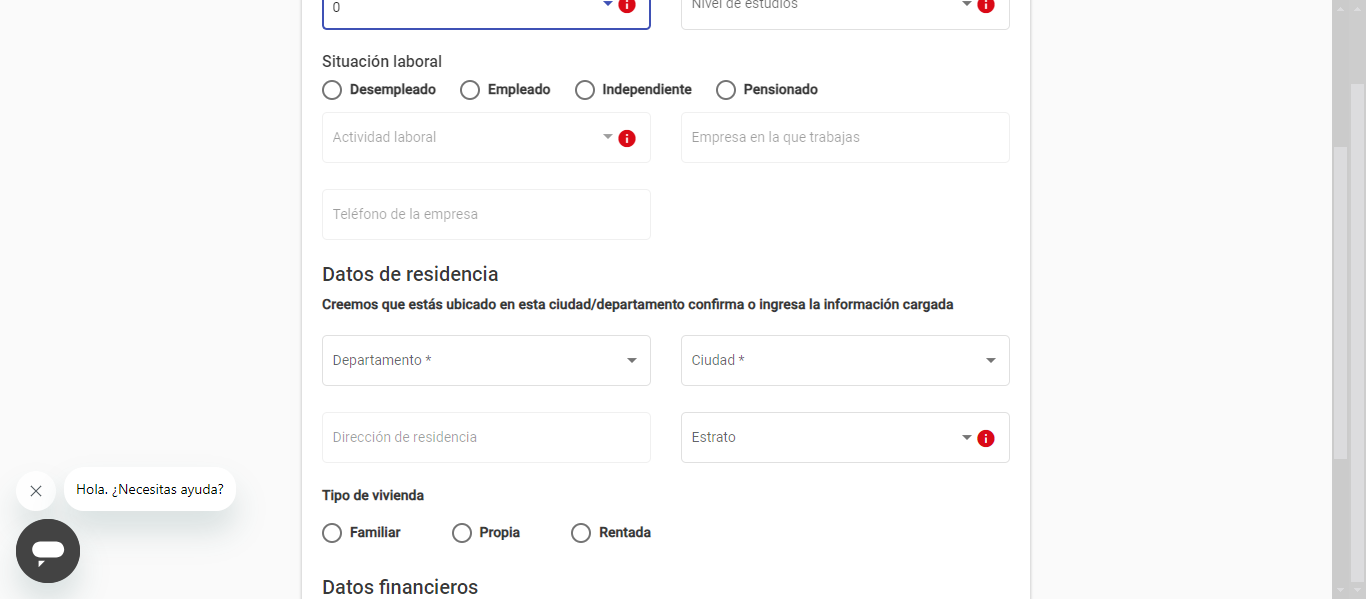 0
Nivel de estudios
Situación laboral
Desempleado Empleado Independiente Pensionado
Actividad laboral
Empresa en la que trabajas
Teléfono de la empresa
Datos de residencia
Creemos que estás ubicado en esta ciudad/departamento confirma o ingresa la información cargada
Departamento *
Ciudad *
Dirección de residencia
Estrato
Hola. ¿Necesitas ayuda?
Tipo de vivienda
Familiar Propia Rentada
Datos financieros